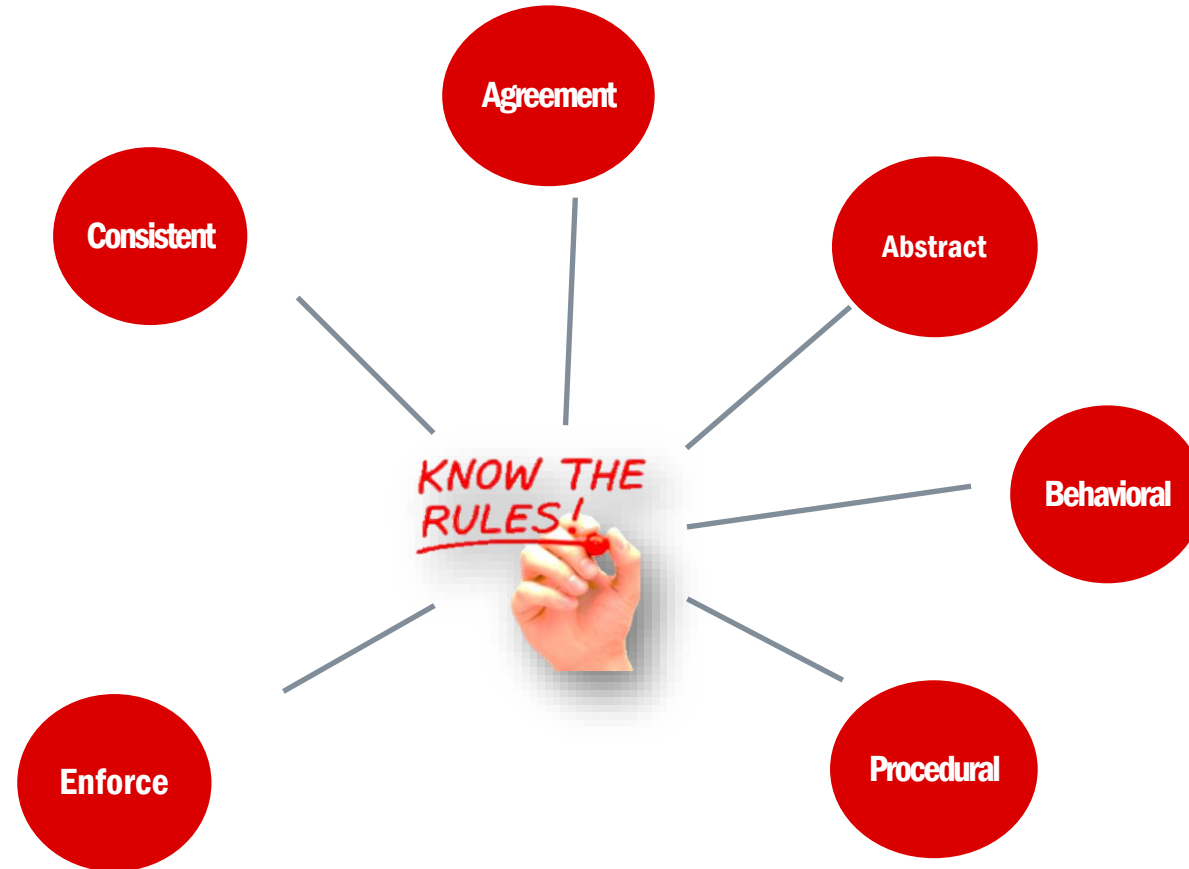 Agreement
Consistent
Abstract
KNOW THE
RULES!
Behavioral
Enforce
Procedural